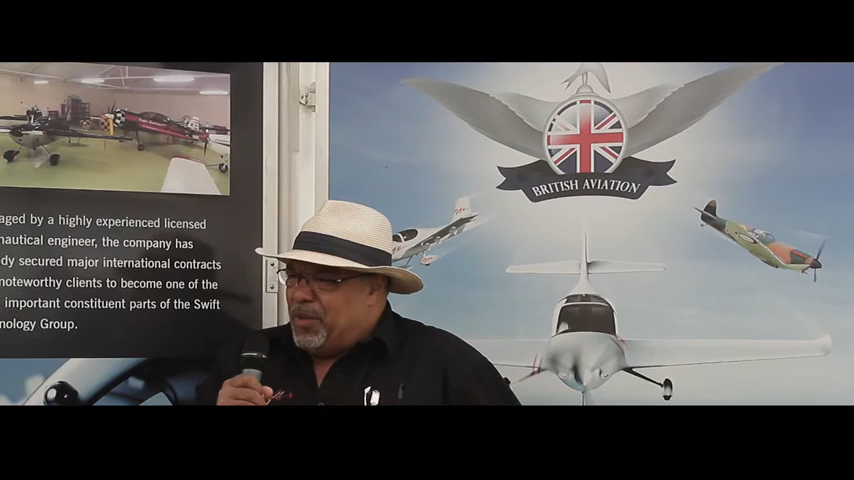 aged by a highly experienced licensed
nautical engineer, the company has
dy secured major international contracts
noteworthy clients to become one of the
important constituent parts of the Swift
nology Group.
BRITISH AVIATION